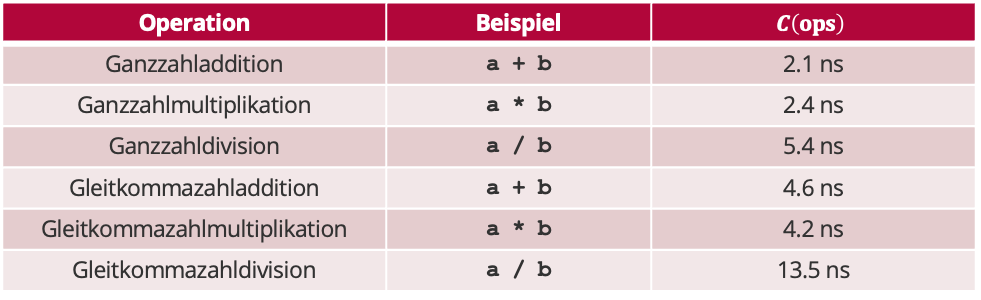 Operation Beispiel C(ops)
Ganzzahladdition a + b 2.1 ns
Ganzzahlmultiplikation a * b 2.4 ns
Ganzzahldivision a / b 5.4 ns
Gleitkommazahladdition a + b 4.6 ns
Gleitkommazahlmultiplikation a * b 4.2 ns
Gleitkommazahldivision a / b 13.5 ns